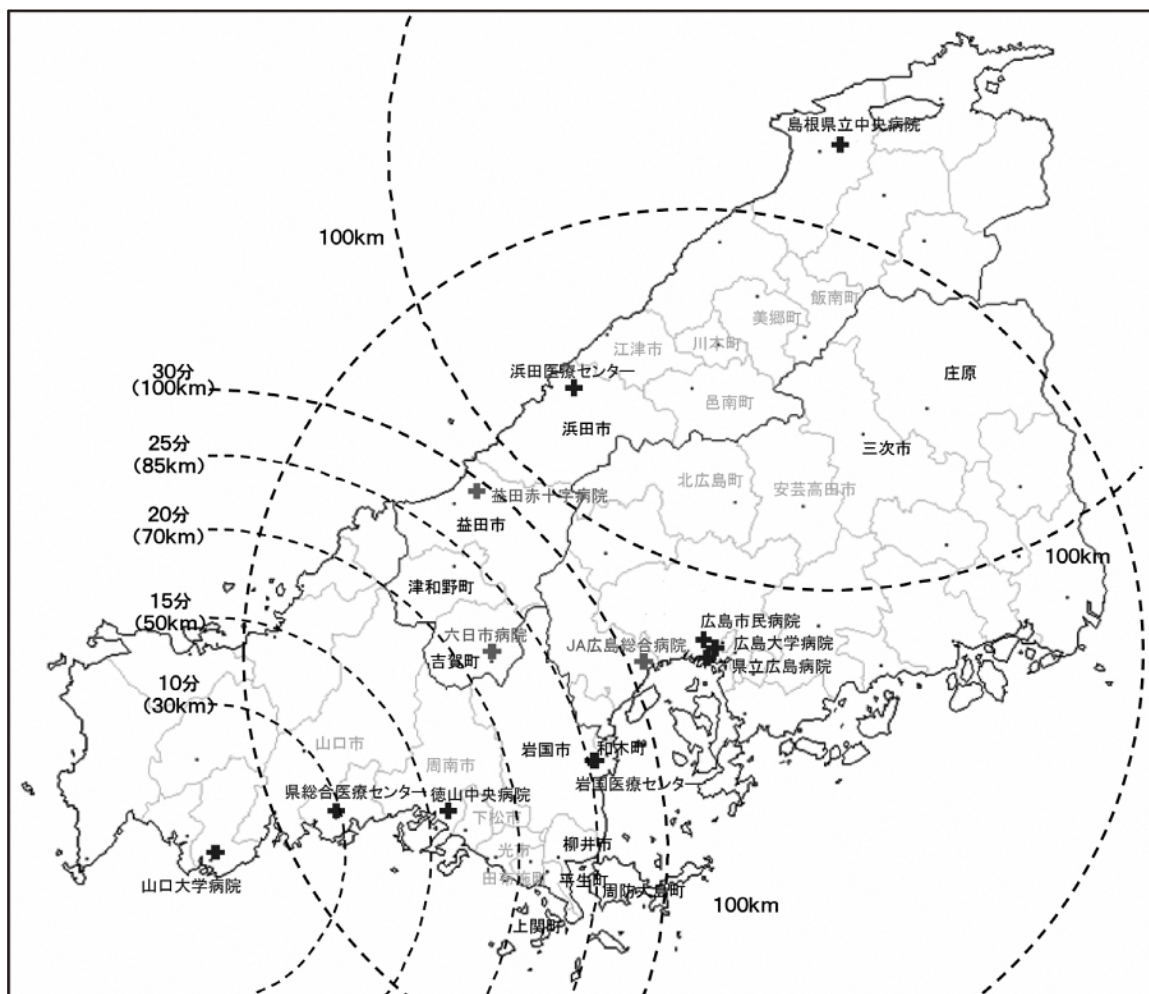 島根県立中央病院
100km
飯南町
美郷町
江津市
川本町
30分
(100km)
浜田医療センター
庄原
邑南町
浜田市
三次市
25分
(85km)
北広島町
安芸高田市
益田赤十字病院
益田市
20分
(70km)
100km
津和野町
15分
(50km)
広島市民病院
六日市病院
JA広島総合病院
広島大学病院
吉賀町
県立広島病院
10分
(30km)
山口市
岩国市
和木町
周南市
岩国医療センター
県総合医療センター
徳山中央病院
下松市
柳井市
光市
山口大学病院
田布施町
平生町
周防大島町
100km
上関町